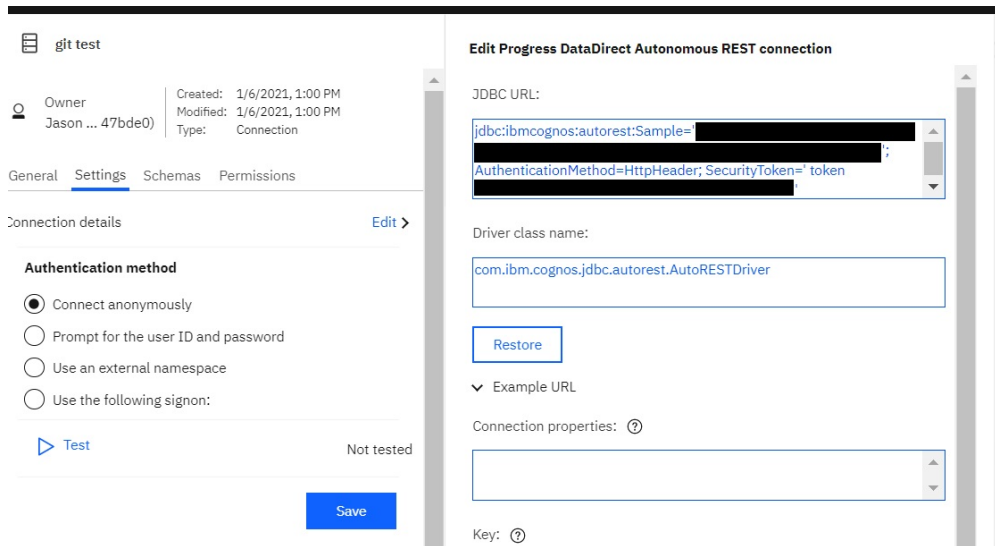 git test
Owner
Jason ... 47bde0)
Created: 1/6/2021, 1:00 PM
Modified: 1/6/2021, 1:00 PM
Type: Connection
General Settings Schemas Permissions
Connection details
Edit
Authentication method
Connect anonymously
Prompt for the user ID and password
Use an external namespace
Use the following signon:
Test
Not tested
Save
Edit Progress DataDirect Autonomous REST connection
JDBC URL:
jdbc:ibmcognos:autorest:Sample='
';
AuthenticationMethod=HttpHeader; SecurityToken=' token
'
Driver class name:
com.ibm.cognos.jdbc.autorest.AutoRESTDriver
Restore
Example URL
Connection properties: ?
Key: ?